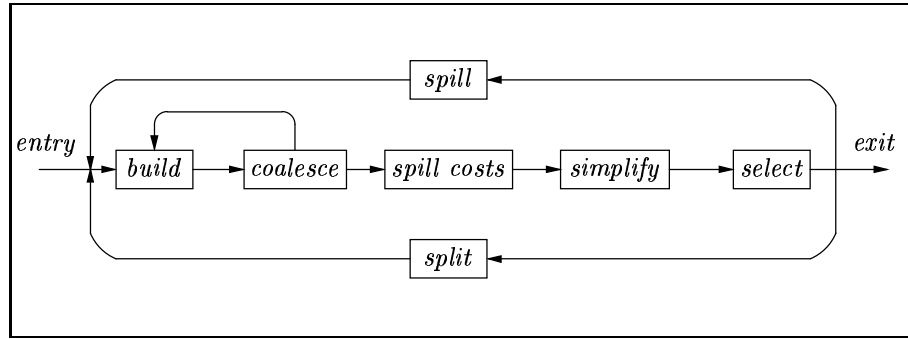 spill
entry
exit
build
coalesce
spill costs
simplify
select
split